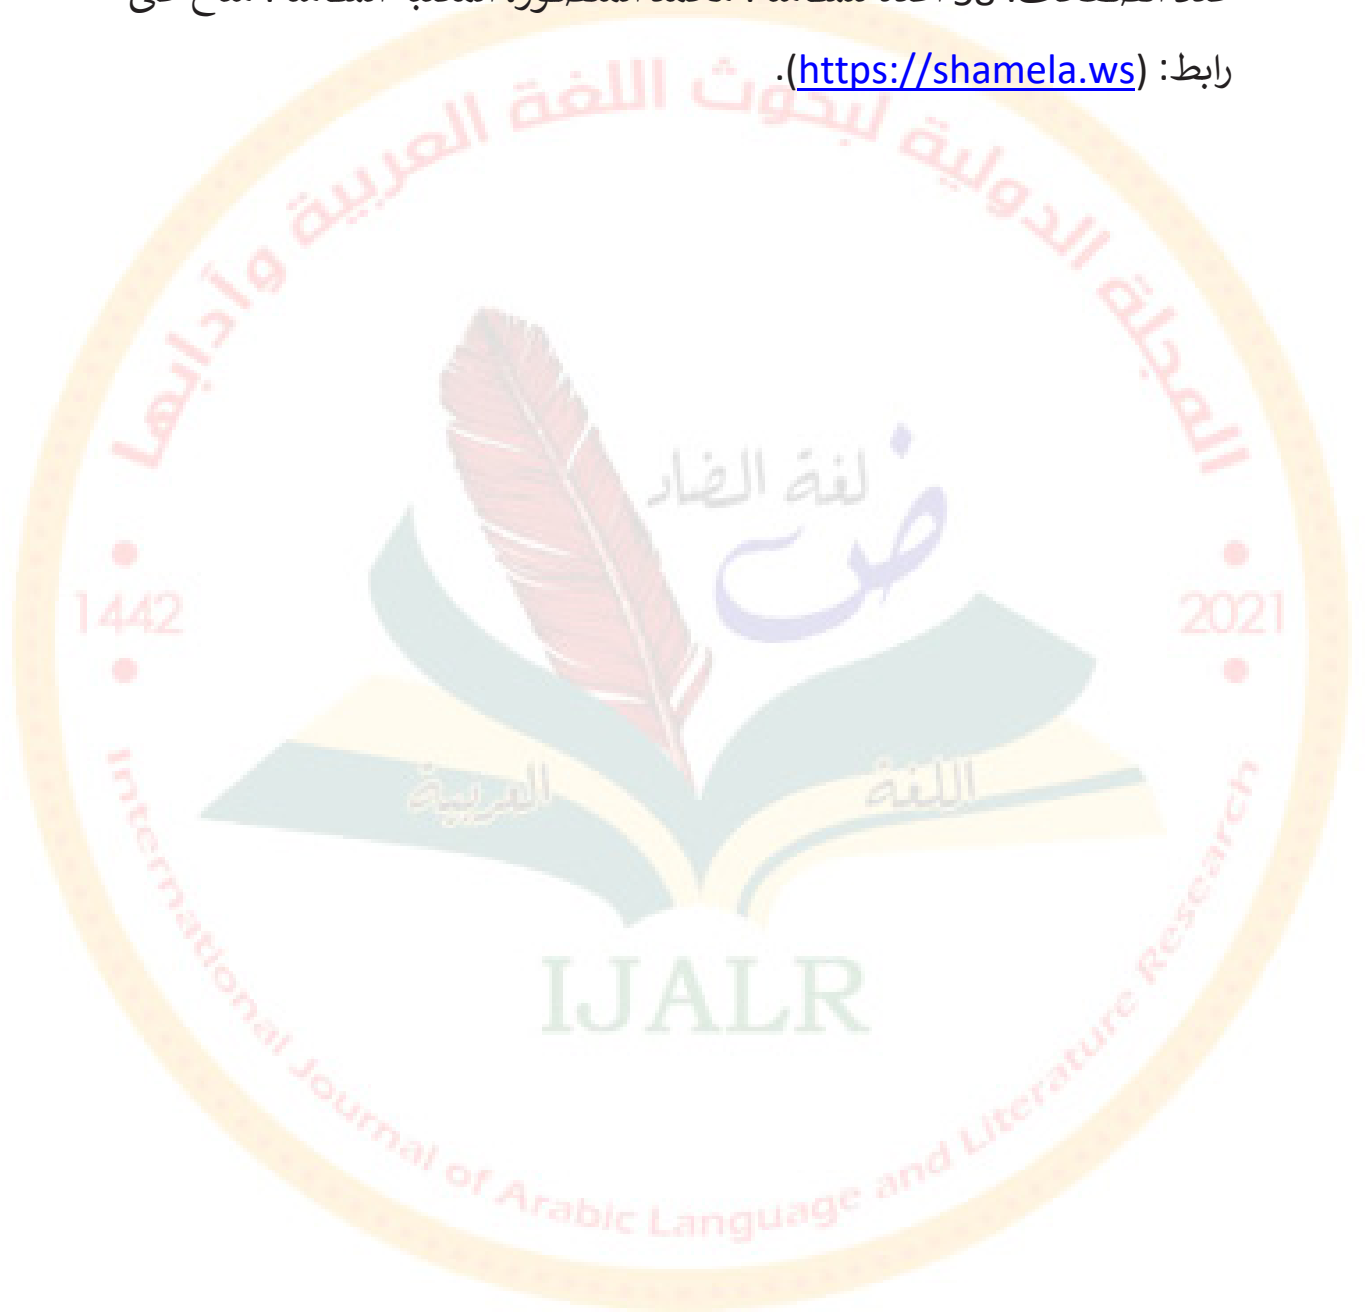 رابط: (https://shamela.ws).
المجلة الدولية لبحوث اللغة العربية وآدابها
لغة الضاد
ض
1442
2021
العربية
اللغة
IJALR
International Journal of Arabic Language and Literature Research